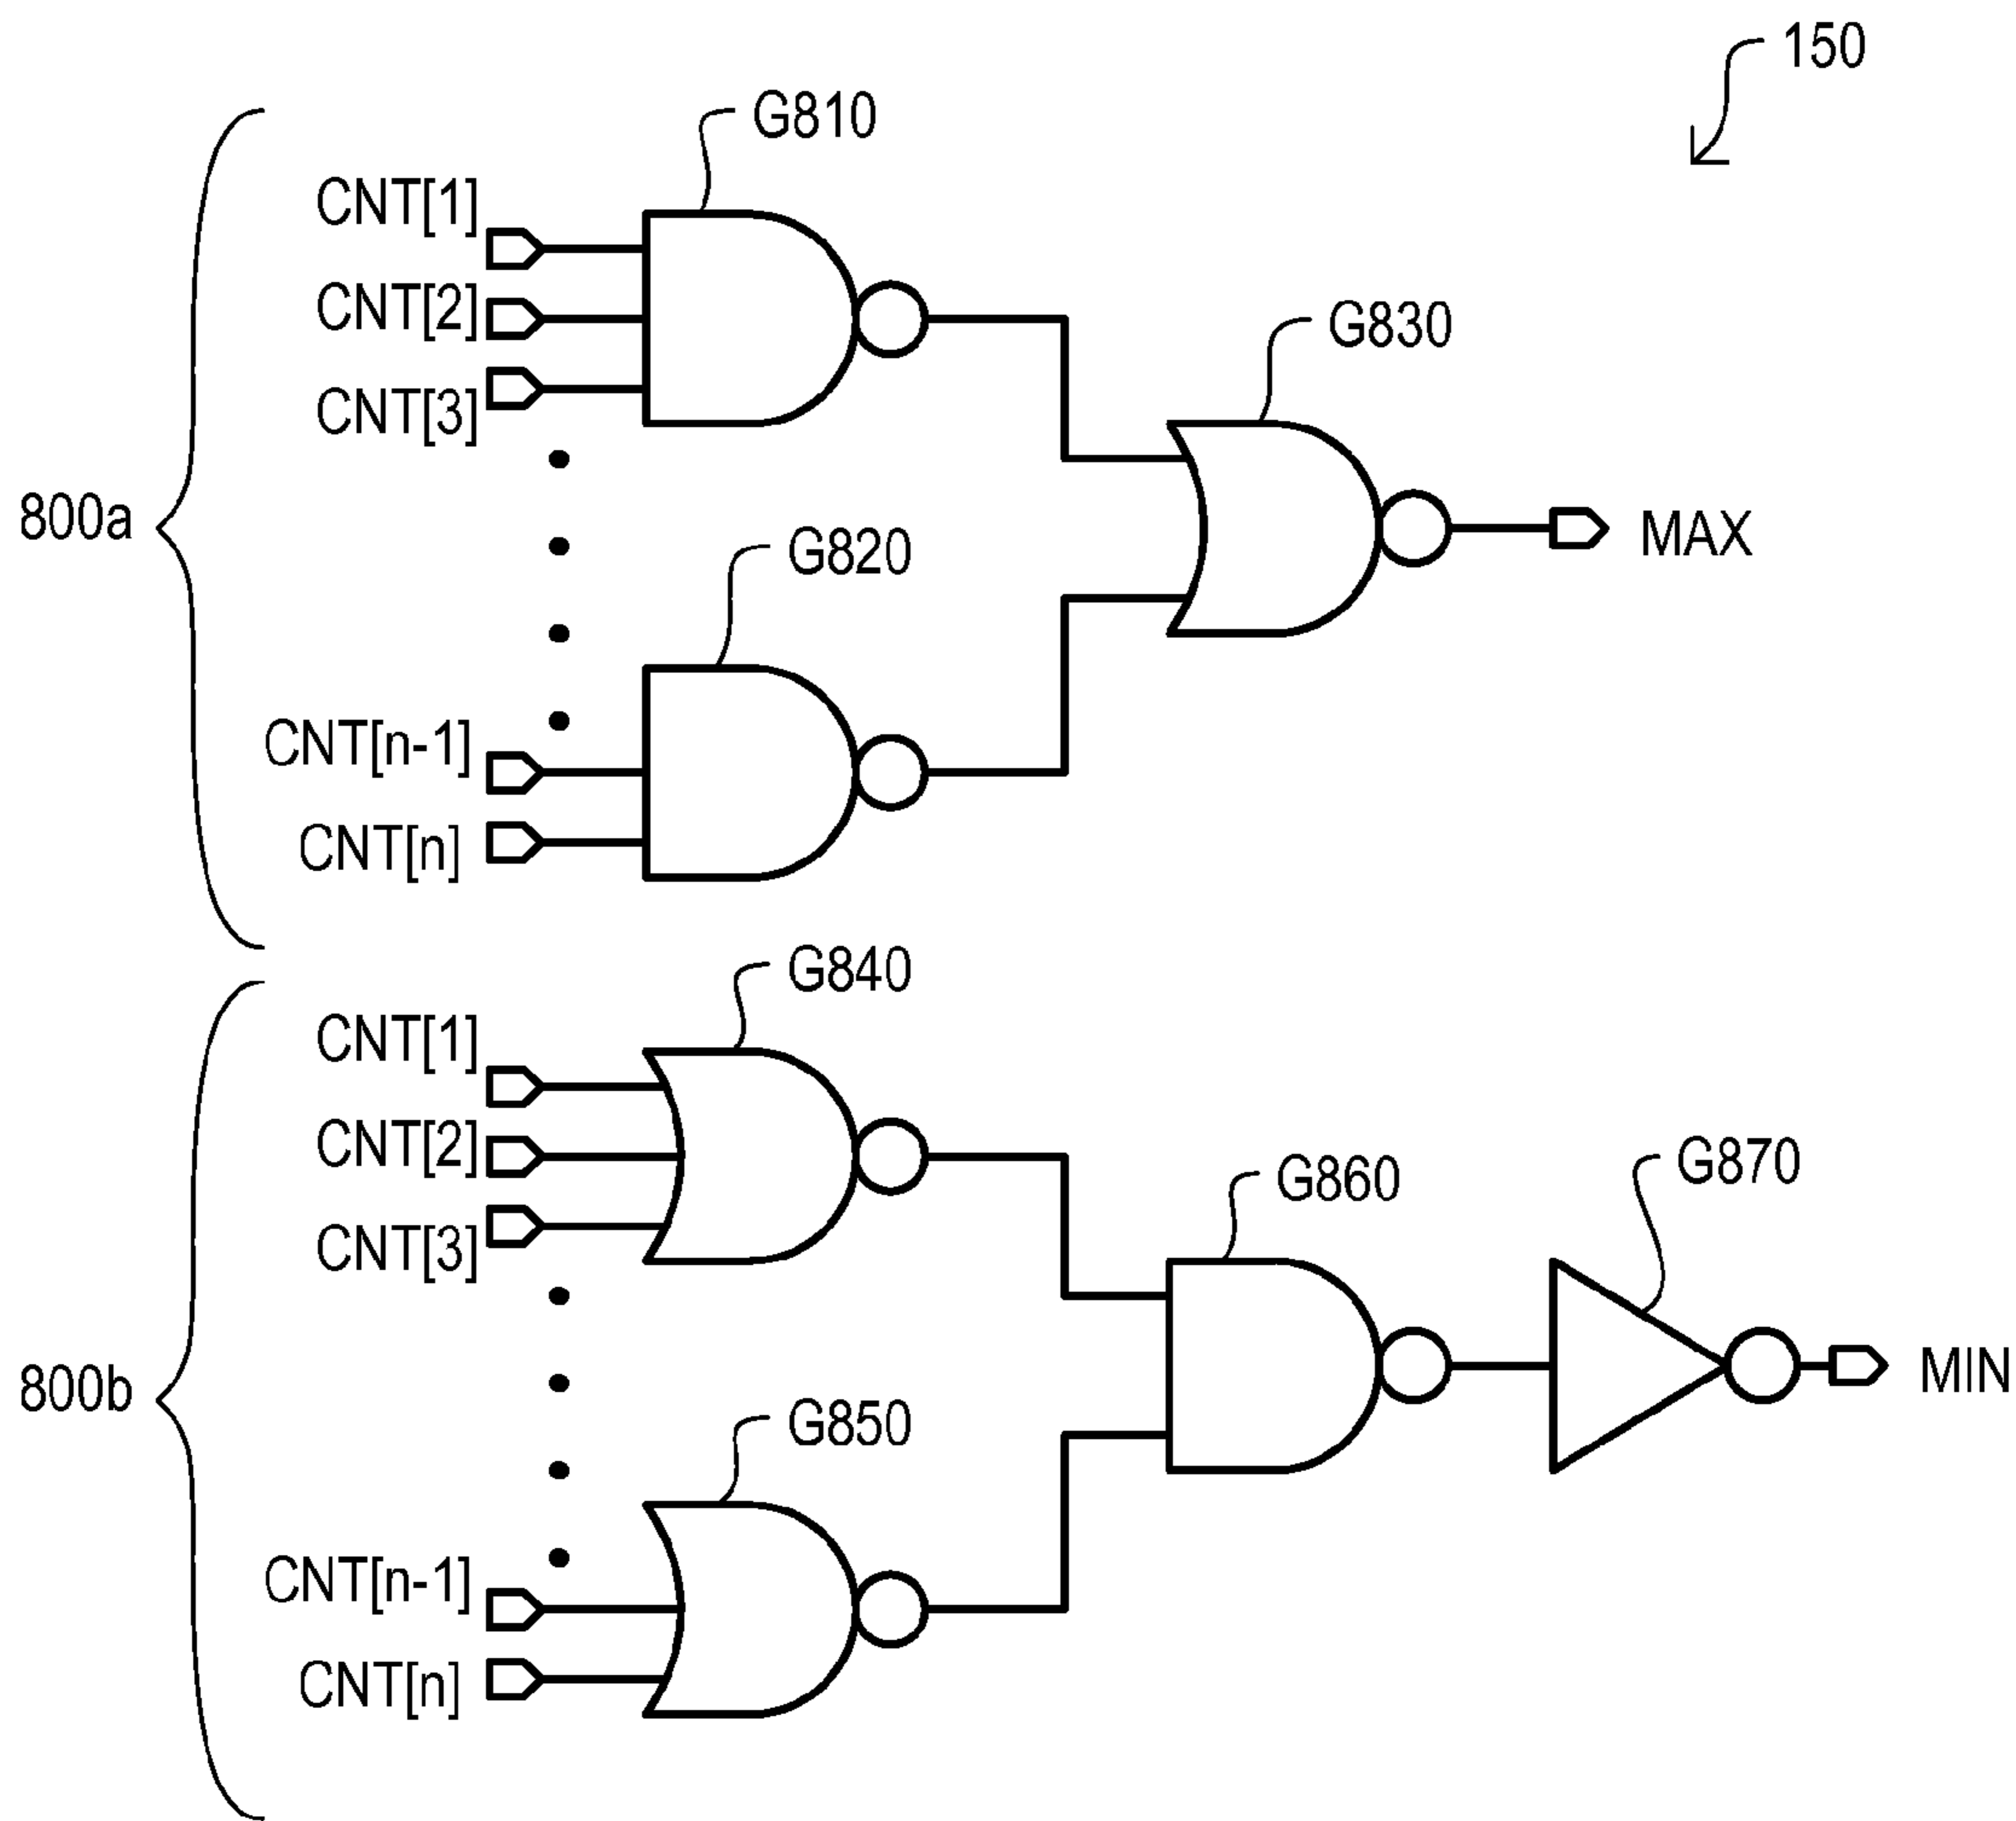 150
G810
CNT[1]
CNT[2]
G830
CNT[3]
800a
MAX
G820
CNT[n-1]
CNT[n]
G840
CNT[1]
CNT[2]
G860
G870
CNT[3]
800b
MIN
G850
CNT[n-1]
CNT[n]